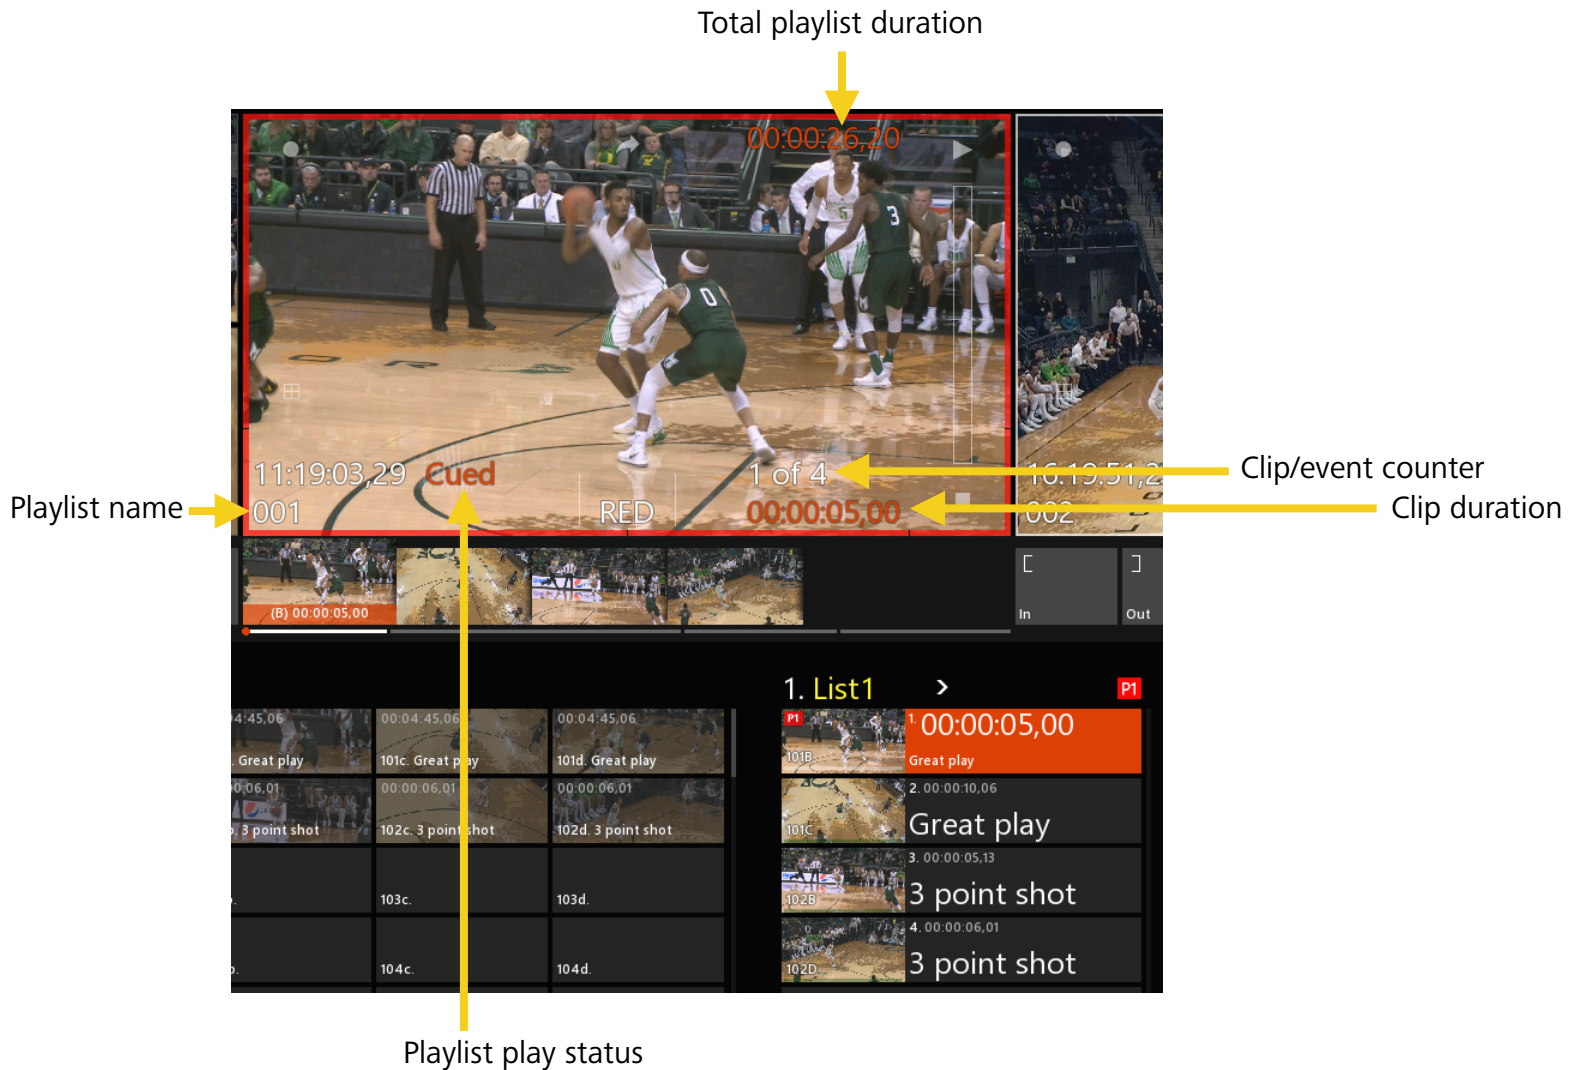 Total playlist duration
00:00:26,20
11:19:03,29 Cued
1 of 4
Clip/event counter
Playlist name
001
RED
00:00:05,00
Clip duration
002
(B) 00:00:05,00
In
Out
1. List1 >
P1
00:04:45,06
00:04:45,06
Great play
101c. Great play
101d. Great play
00:00:06,01
00:00:06,01
3 point shot
102c. 3 point shot
102d. 3 point shot
103c.
103d.
104c.
104d.
P1
101B
1. 00:00:05,00
Great play
101C
2. 00:00:10,06
Great play
102B
3. 00:00:05,13
3 point shot
102D
4. 00:00:06,01
3 point shot
Playlist play status